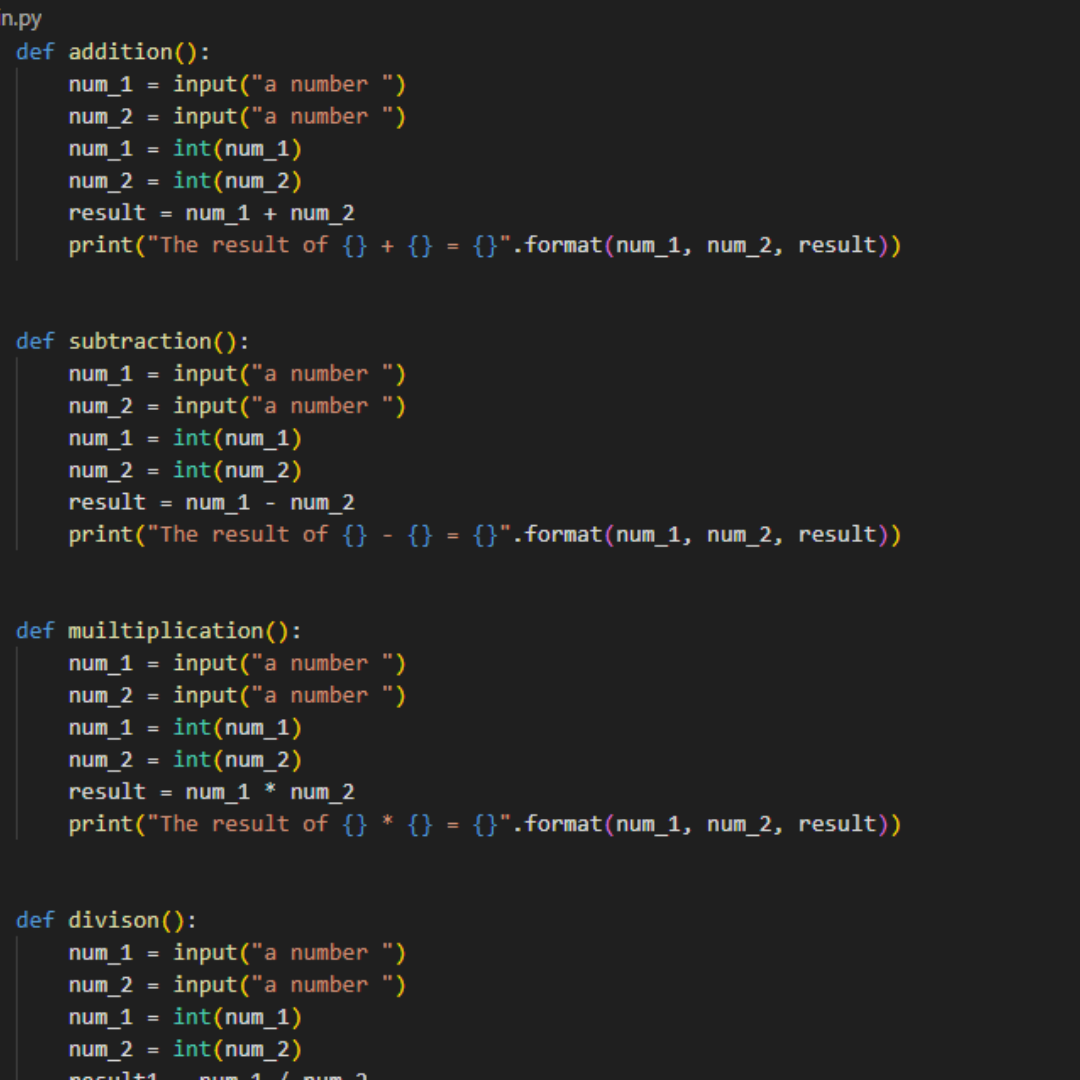 n.py
def addition():
    num_1 = input("a number ")
    num_2 = input("a number ")
    num_1 = int(num_1)
    num_2 = int(num_2)
    result = num_1 + num_2
    print("The result of {} + {} = {}".format(num_1, num_2, result))
def subtraction():
    num_1 = input("a number ")
    num_2 = input("a number ")
    num_1 = int(num_1)
    num_2 = int(num_2)
    result = num_1 - num_2
    print("The result of {} - {} = {}".format(num_1, num_2, result))
def muiltiplication():
    num_1 = input("a number ")
    num_2 = input("a number ")
    num_1 = int(num_1)
    num_2 = int(num_2)
    result = num_1 * num_2
    print("The result of {} * {} = {}".format(num_1, num_2, result))
def divison():
    num_1 = input("a number ")
    num_2 = input("a number ")
    num_1 = int(num_1)
    num_2 = int(num_2)